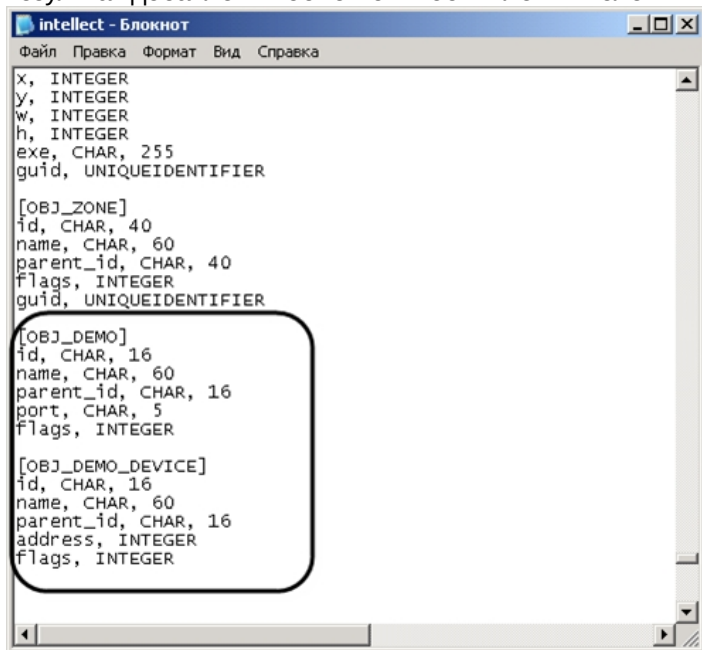 intellect - Блокнот
Файл Правка Формат Вид Справка
x, INTEGER
y, INTEGER
w, INTEGER
h, INTEGER
exe, CHAR, 255
guid, UNIQUEIDENTIFIER
[OBJ_ZONE]
id, CHAR, 40
name, CHAR, 60
parent_id, CHAR, 40
flags, INTEGER
guid, UNIQUEIDENTIFIER
[OBJ_DEMO]
id, CHAR, 16
name, CHAR, 60
parent_id, CHAR, 16
port, CHAR, 5
flags, INTEGER
[OBJ_DEMO_DEVICE]
id, CHAR, 16
name, CHAR, 60
parent_id, CHAR, 16
address, INTEGER
flags, INTEGER